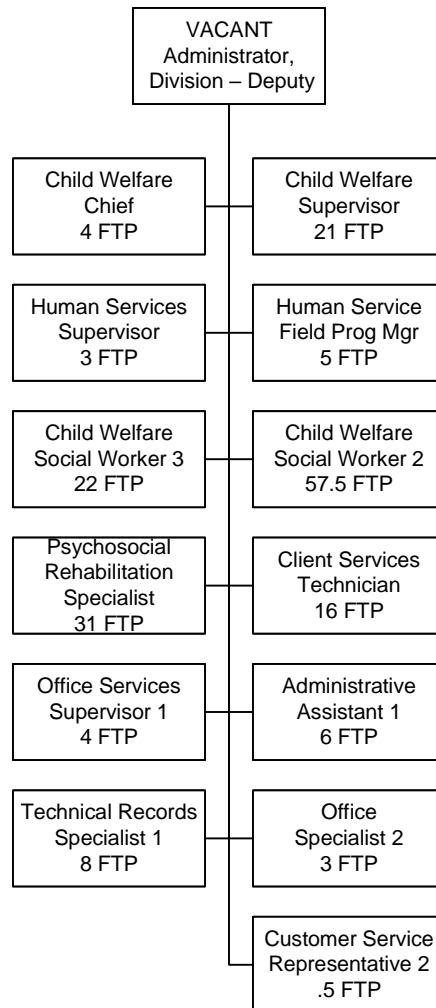 VACANT
Administrator,
Division – Deputy
Child Welfare
Chief
4 FTP
Child Welfare
Supervisor
21 FTP
Human Services
Supervisor
3 FTP
Human Service
Field Prog Mgr
5 FTP
Child Welfare
Social Worker 3
22 FTP
Child Welfare
Social Worker 2
57.5 FTP
Psychosocial
Rehabilitation
Specialist
31 FTP
Client Services
Technician
16 FTP
Office Services
Supervisor 1
4 FTP
Administrative
Assistant 1
6 FTP
Technical Records
Specialist 1
8 FTP
Office
Specialist 2
3 FTP
Customer Service
Representative 2
.5 FTP